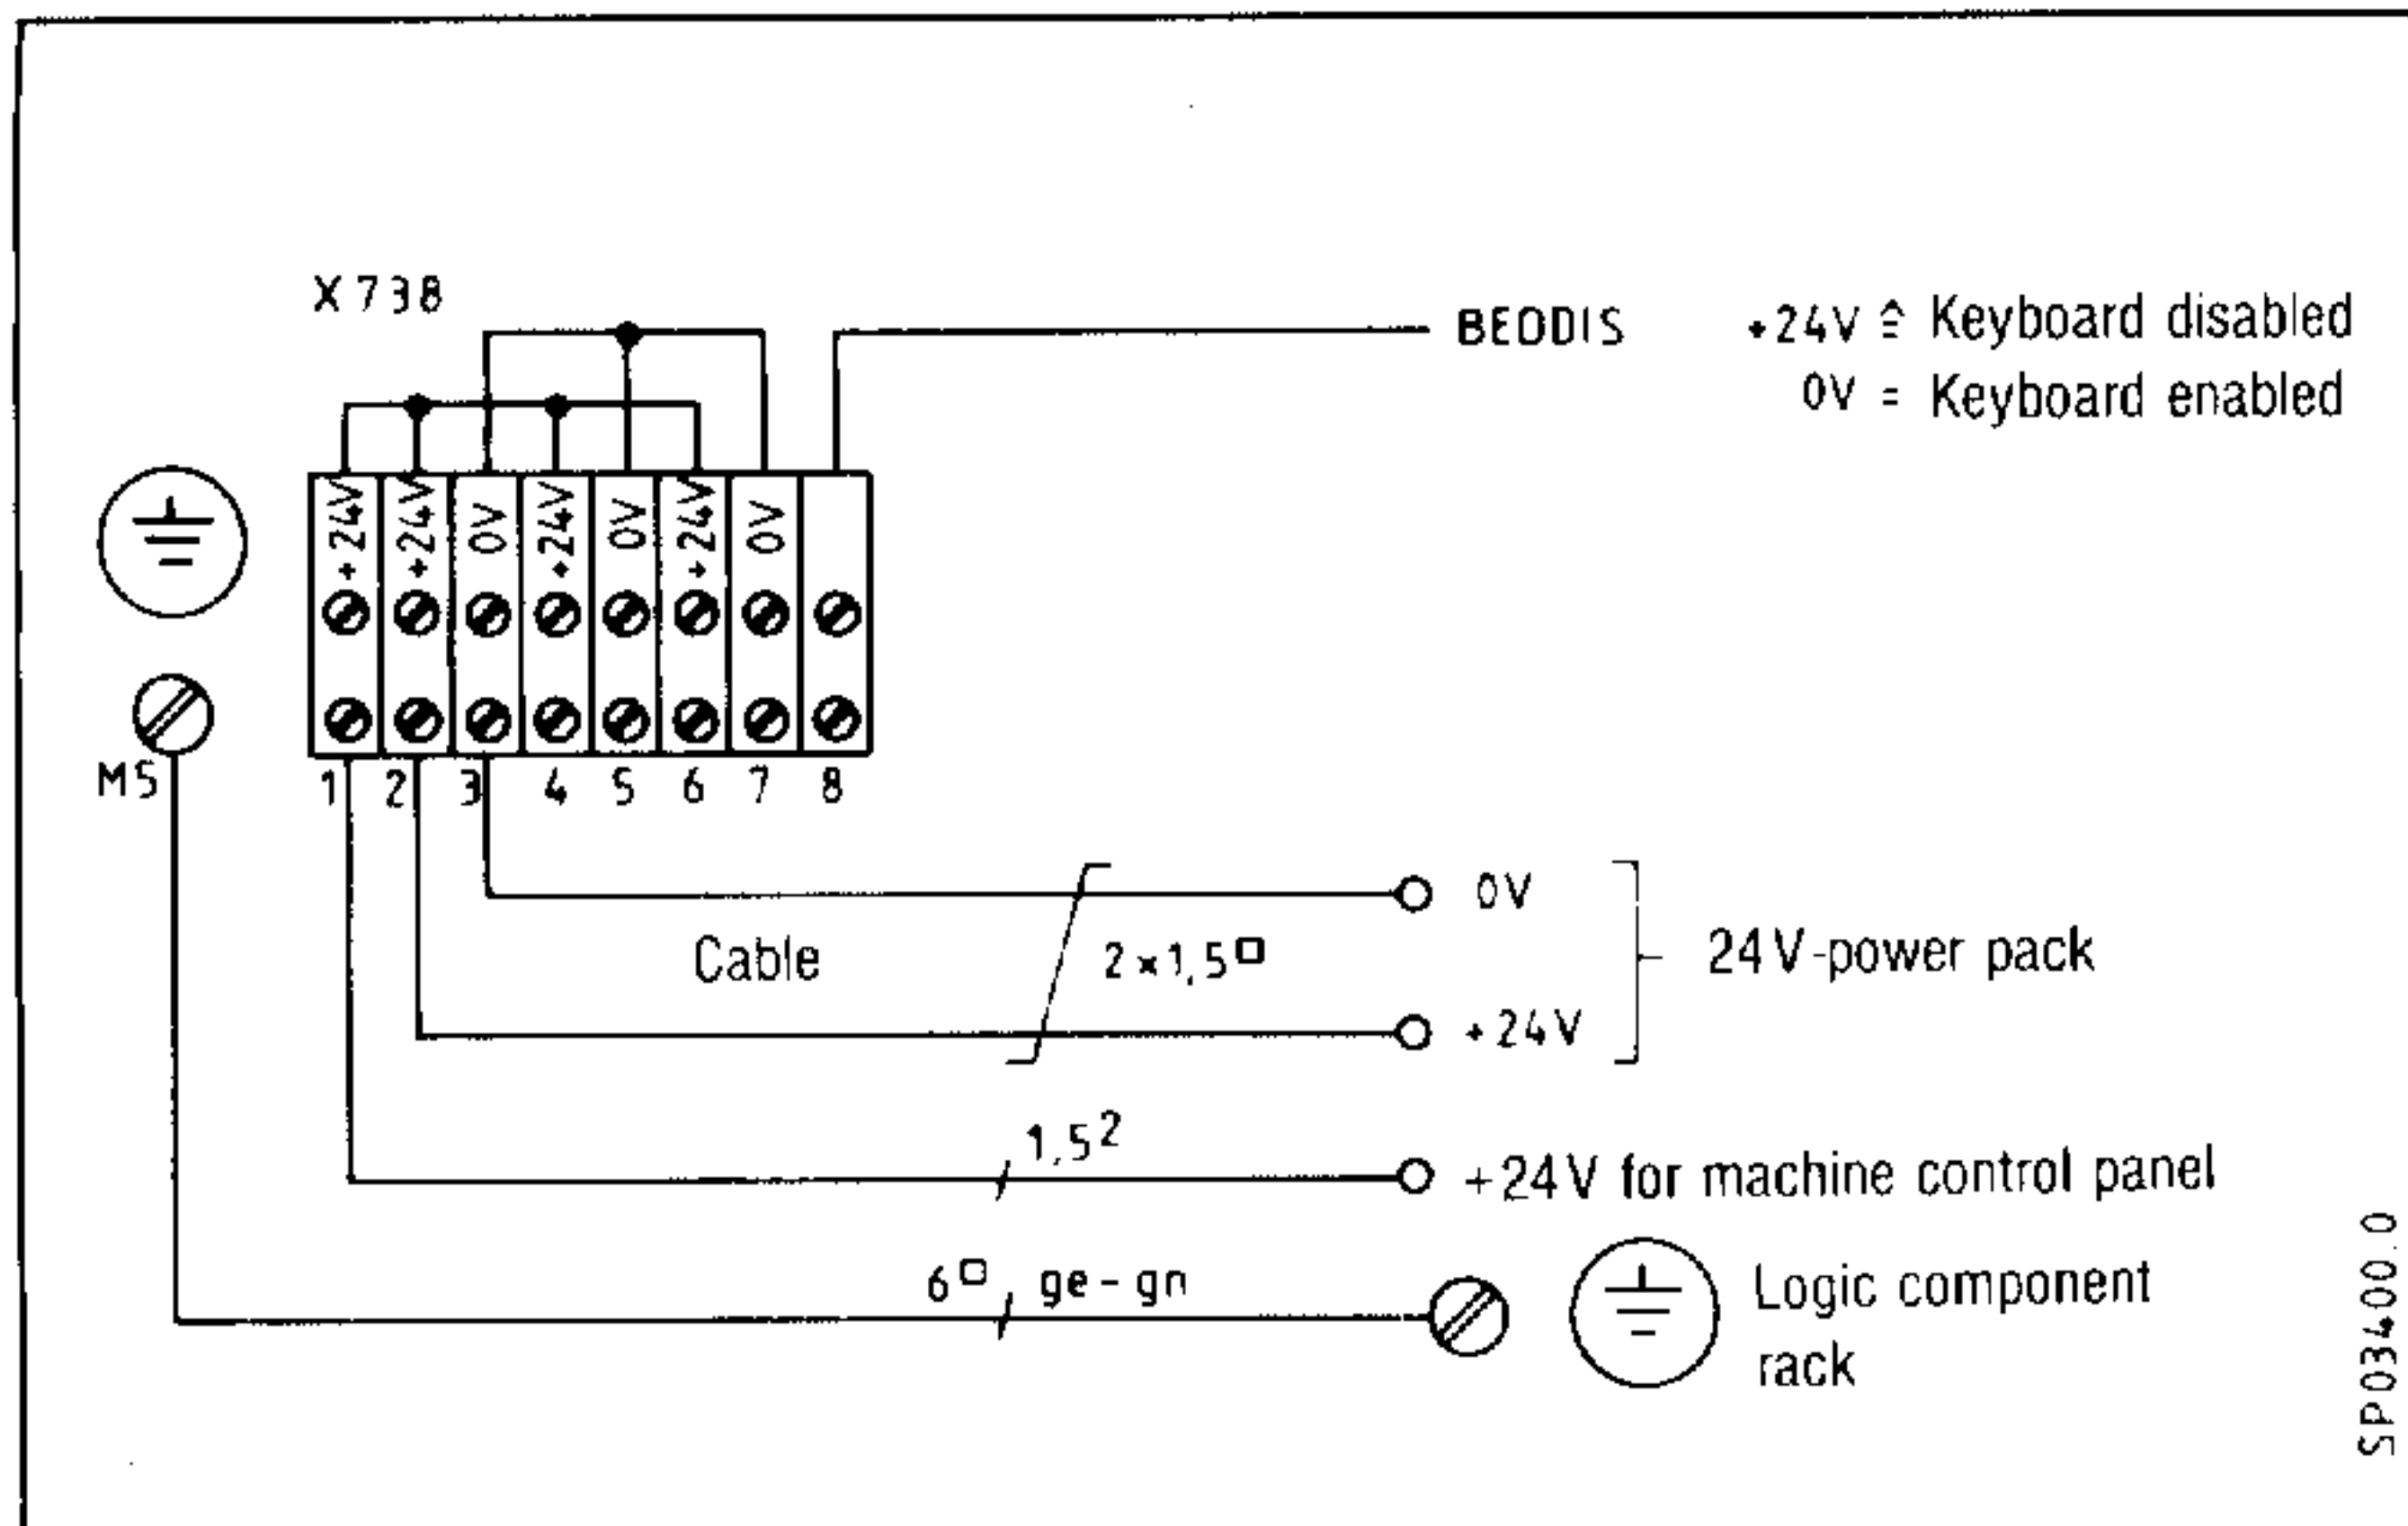 X738
BEODIS +24V ≙ Keyboard disabled
0V = Keyboard enabled
+24V +24V 0V +24V 0V +24V 0V
M5 1 2 3 4 5 6 7 8
0V
Cable 2×1,5□ 24V-power pack
+24V
1,5²
+24V for machine control panel
6□ ge-gn Logic component
rack
SP03400.0